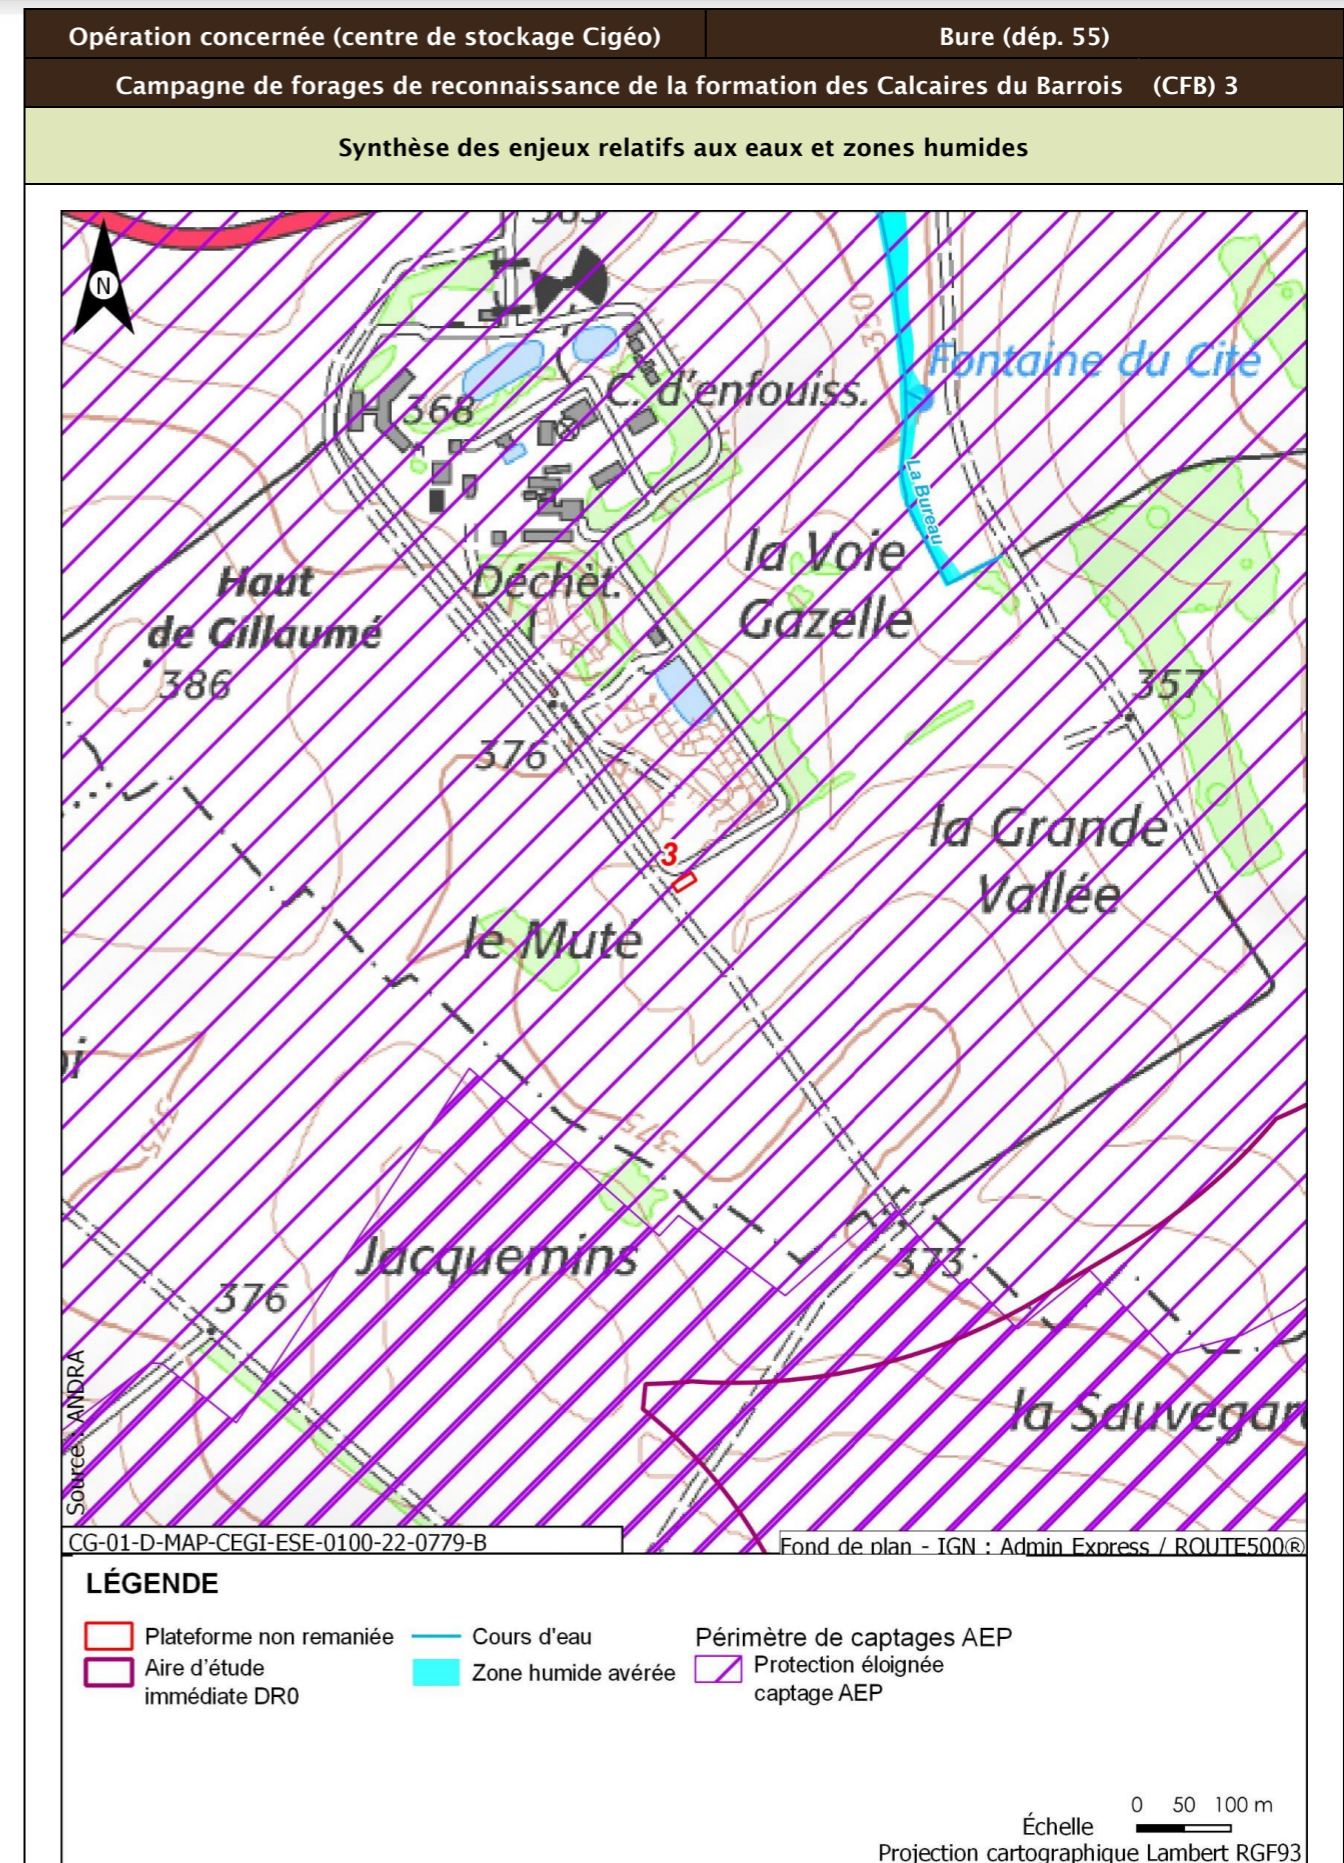 Opération concernée (centre de stockage Cigéo)
Bure (dép. 55)
Campagne de forages de reconnaissance de la formation des Calcaires du Barrois (CFB) 3
Synthèse des enjeux relatifs aux eaux et zones humides
N
350
Fontaine du Cité
C. d'enfouiss.
368
La Bureau
la Voie
Gazelle
Haut
de Gillaumé
386
Déchèt.
357
376
la Grande
Vallée
3
le Muté
375
375
Jacquemins
373
376
la Sauvegar
Source : ANDRA
CG-01-D-MAP-CEGI-ESE-0100-22-0779-B
Fond de plan - IGN : Admin Express / ROUTE500®
LÉGENDE
Plateforme non remaniée
Aire d'étude
immédiate DR0
Cours d'eau
Zone humide avérée
Périmètre de captages AEP
Protection éloignée
captage AEP
0 50 100 m
Échelle
Projection cartographique Lambert RGF93